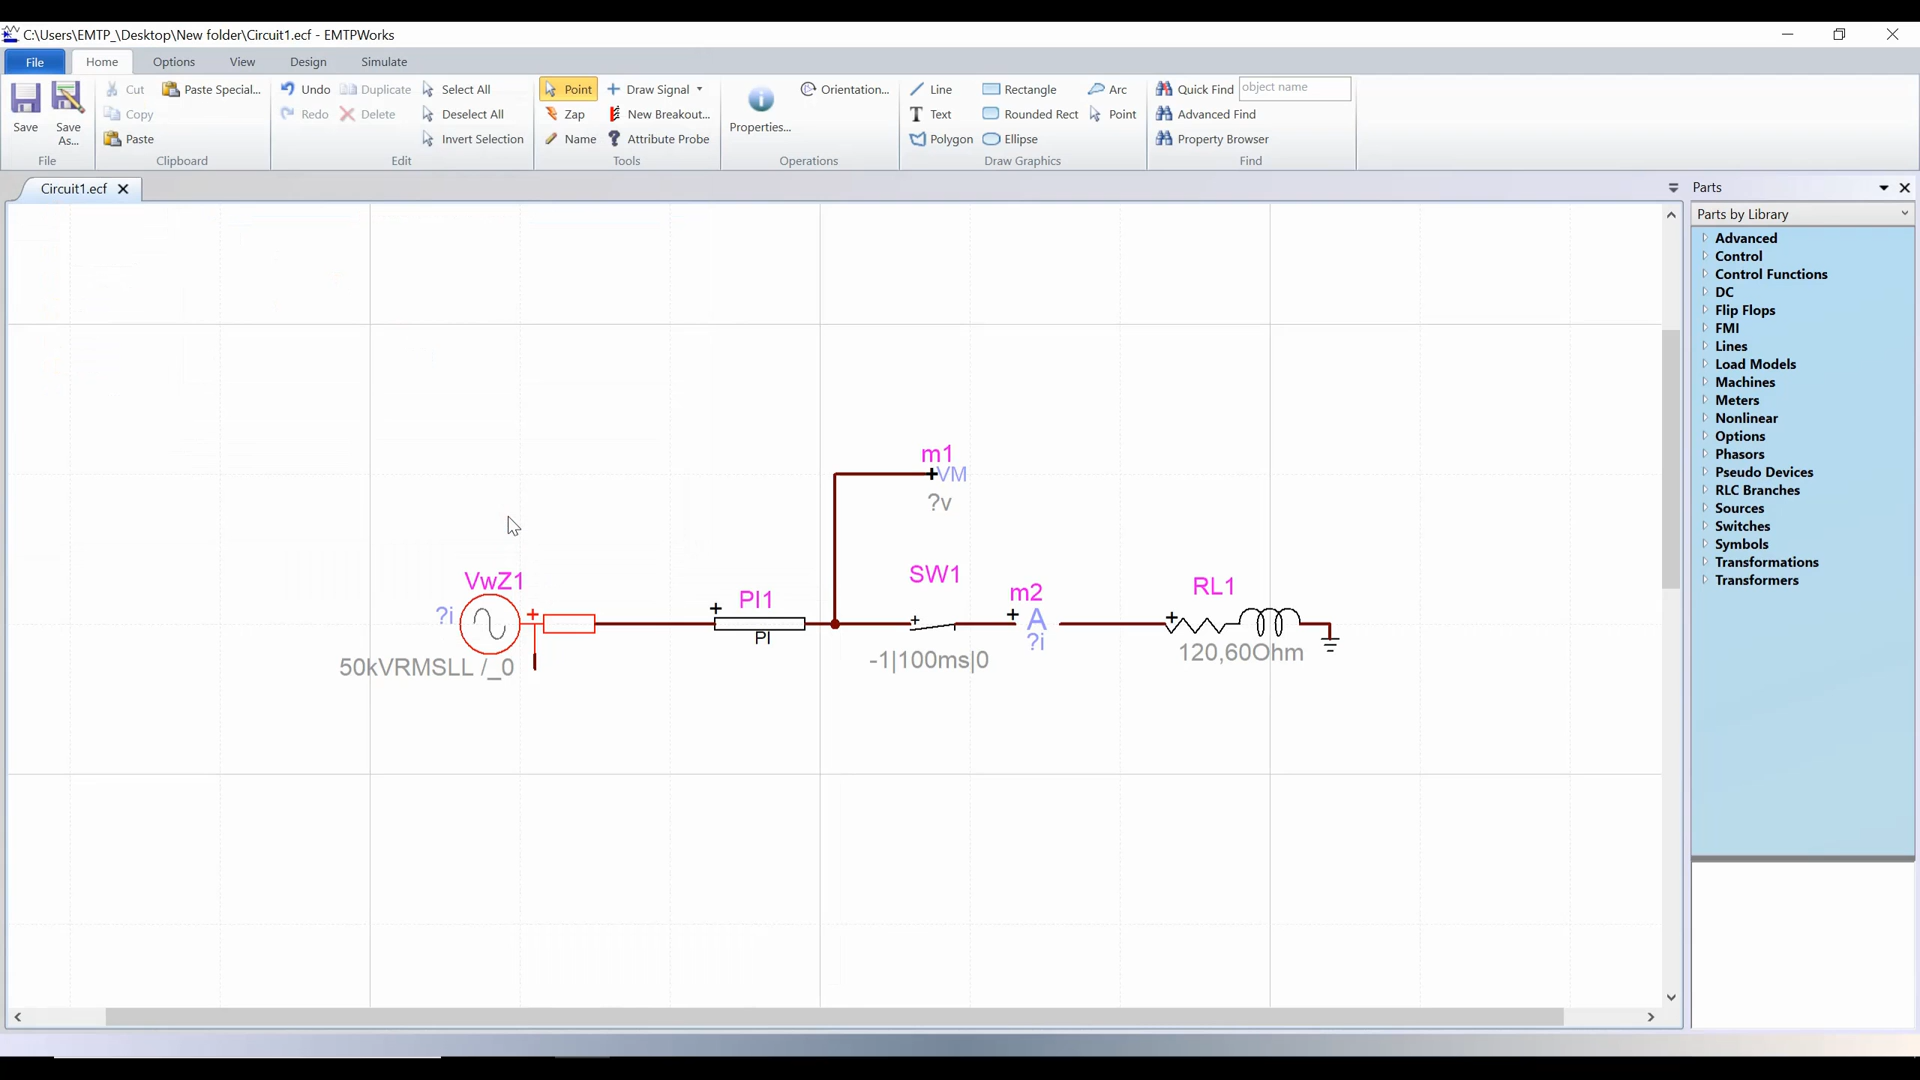 C:\Users\EMTP_\Desktop\New folder\Circuit1.ecf - EMTPWorks
File Home Options View Design Simulate
Cut Paste Special... Undo Duplicate Select All Point Draw Signal Orientation... Line Rectangle Arc Quick Find object name
Copy Redo Delete Deselect All Zap New Breakout... Text Rounded Rect Point Advanced Find
Save Save As... Paste Invert Selection Name Attribute Probe Properties... Polygon Ellipse Property Browser
File Clipboard Edit Tools Operations Draw Graphics Find
Circuit1.ecf
Parts
Parts by Library
Advanced
Control
Control Functions
DC
Flip Flops
FMI
Lines
Load Models
Machines
Meters
Nonlinear
Options
Phasors
Pseudo Devices
RLC Branches
Sources
Switches
Symbols
Transformations
Transformers
m1
+VM
?v
VwZ1
?i
+
50kVRMSLL /_0
PI1
+
PI
SW1
+
-1|100ms|0
m2
+
A
?i
RL1
+
120,60Ohm